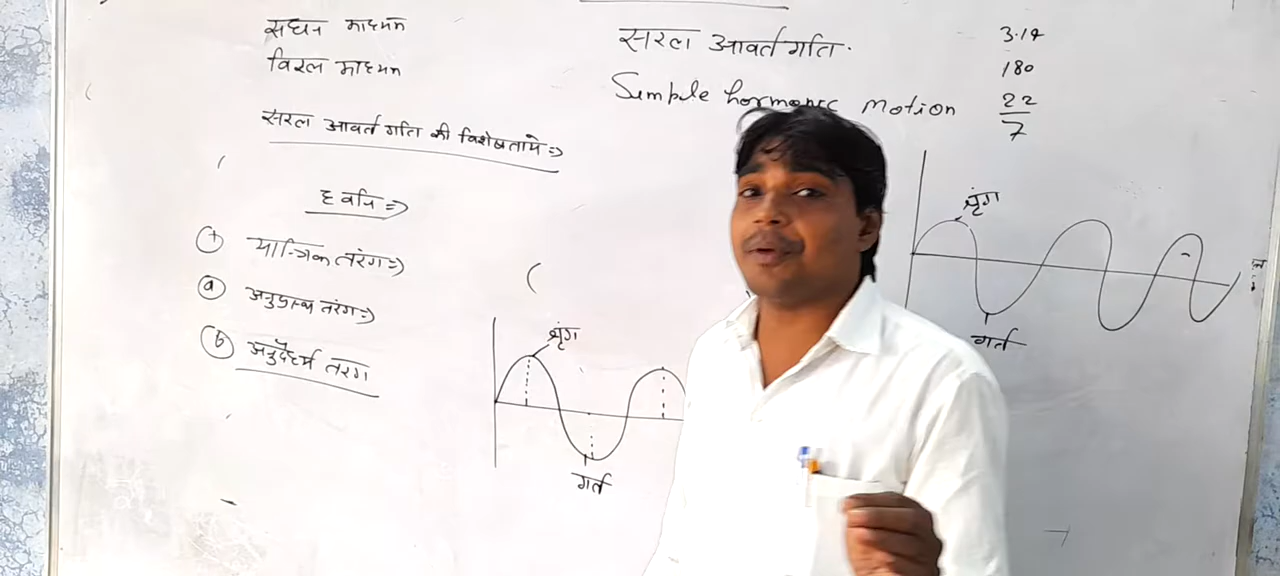 सघन माध्यम
विरल माध्यम
सरल आवर्त गति की विशेषतायें =>
ध्वनि =>
1 यान्त्रिक तरंग =>
a अनुप्रस्थ तरंग =>
b अनुदैर्ध्य तरंग
सरल आवर्त गति.
Simple harmonic motion
3.14
180
22
7
श्रृंग
गर्त
श्रृंग
गर्त